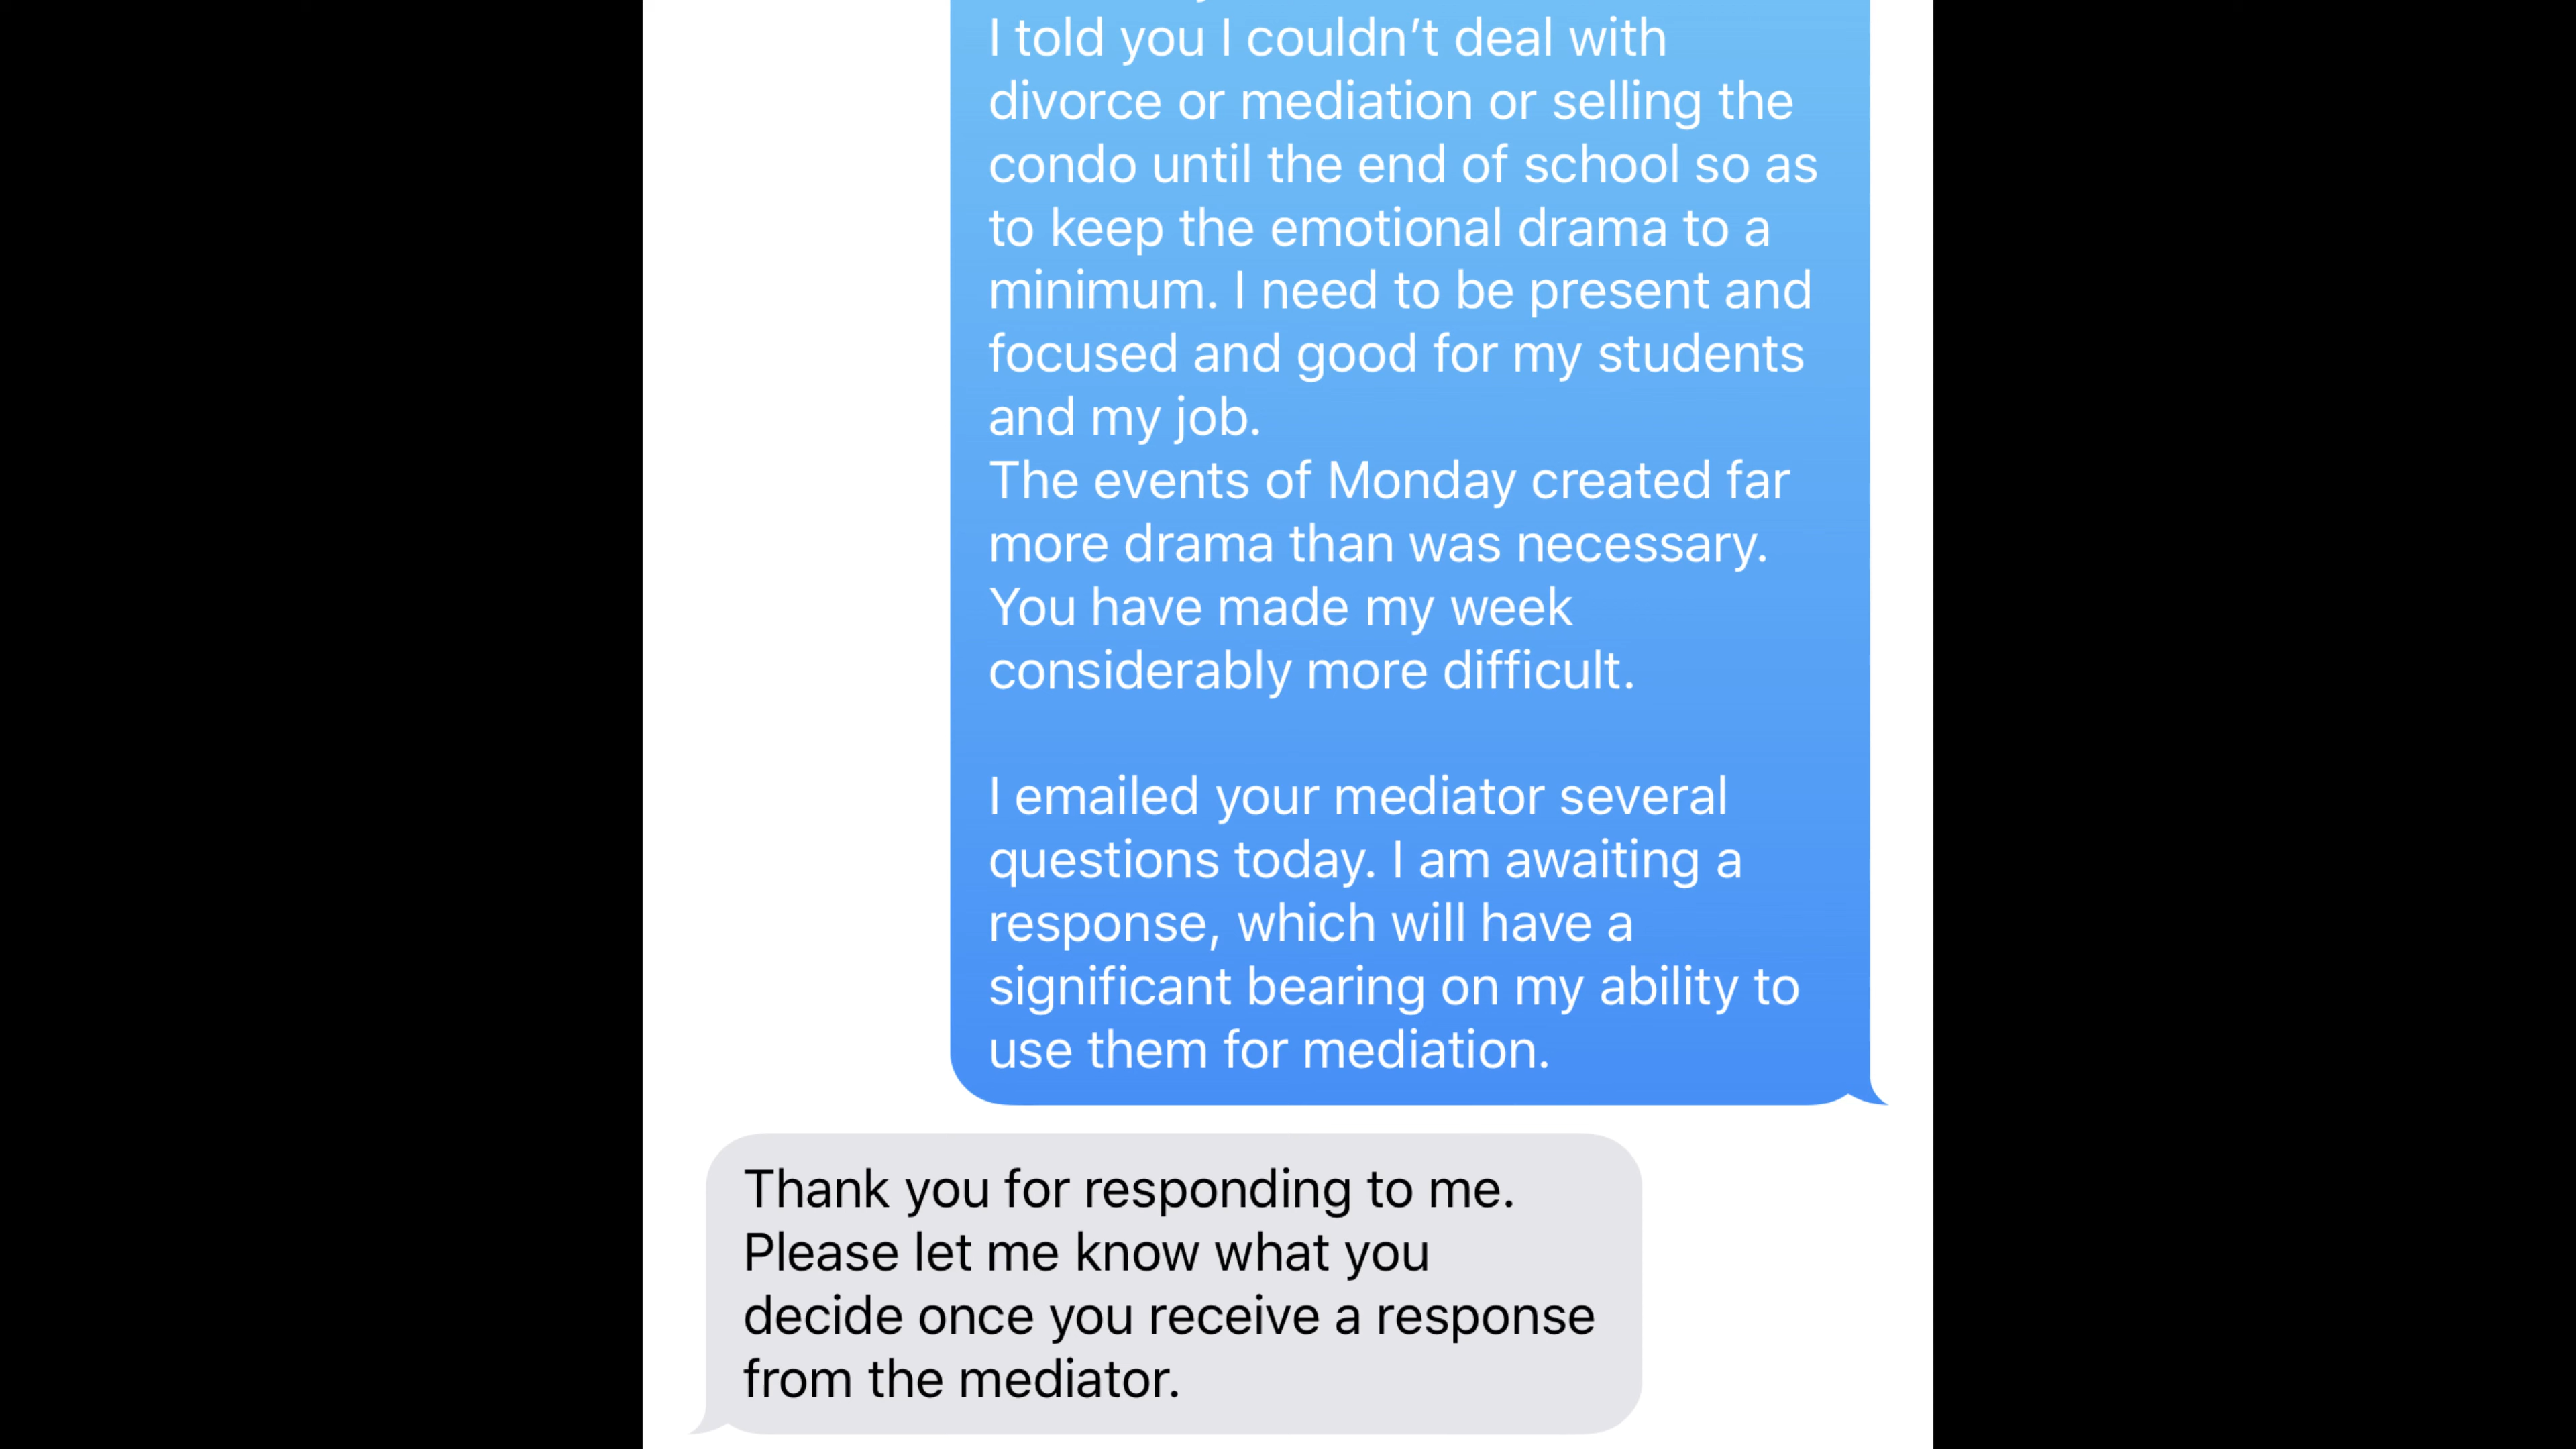 I told you I couldn’t deal with
divorce or mediation or selling the
condo until the end of school so as
to keep the emotional drama to a
minimum. I need to be present and
focused and good for my students
and my job.
The events of Monday created far
more drama than was necessary.
You have made my week
considerably more difficult.
I emailed your mediator several
questions today. I am awaiting a
response, which will have a
significant bearing on my ability to
use them for mediation.
Thank you for responding to me.
Please let me know what you
decide once you receive a response
from the mediator.